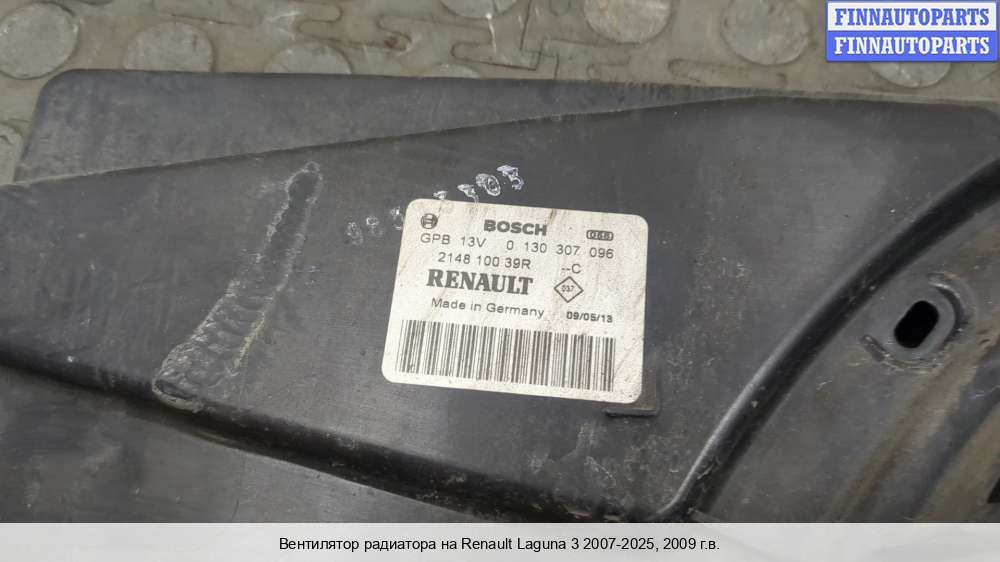 FINNAUTOPARTS
FINNAUTOPARTS
BOSCH
GPB 13V 0 130 307 096
2148 100 39R --C
RENAULT
037
Made in Germany 09/05/13
Вентилятор радиатора на Renault Laguna 3 2007-2025, 2009 г.в.